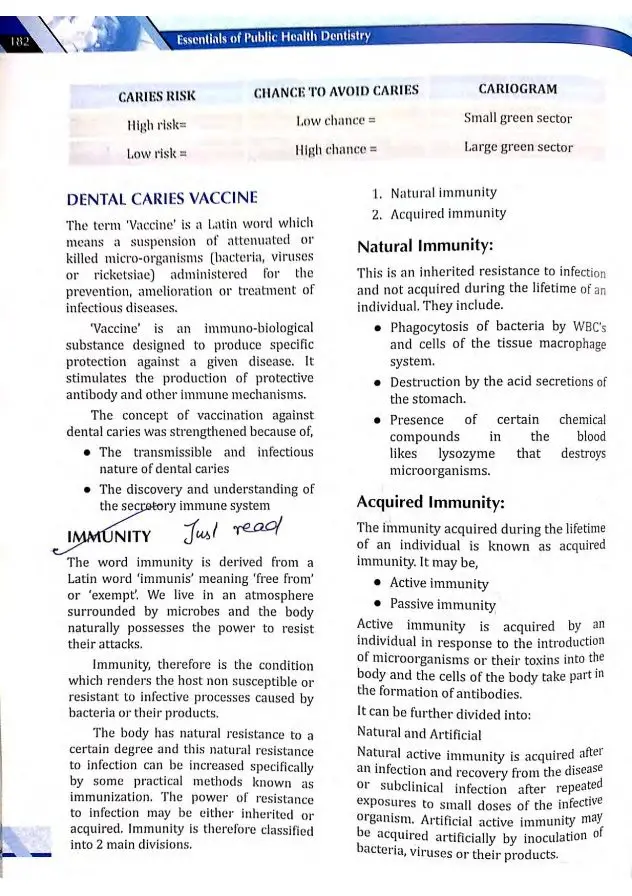 182
Essentials of Public Health Dentistry
CARIES RISK CHANCE TO AVOID CARIES CARIOGRAM
High risk= Low chance = Small green sector
Low risk = High chance = Large green sector
DENTAL CARIES VACCINE
The term 'Vaccine' is a Latin word which
means a suspension of attenuated or
killed micro-organisms (bacteria, viruses
or ricketsiae) administered for the
prevention, amelioration or treatment of
infectious diseases.
'Vaccine' is an immuno-biological
substance designed to produce specific
protection against a given disease. It
stimulates the production of protective
antibody and other immune mechanisms.
The concept of vaccination against
dental caries was strengthened because of,
• The transmissible and infectious
nature of dental caries
• The discovery and understanding of
the secretory immune system
IMMUNITY Just read
The word immunity is derived from a
Latin word 'immunis' meaning 'free from'
or 'exempt'. We live in an atmosphere
surrounded by microbes and the body
naturally possesses the power to resist
their attacks.
Immunity, therefore is the condition
which renders the host non susceptible or
resistant to infective processes caused by
bacteria or their products.
The body has natural resistance to a
certain degree and this natural resistance
to infection can be increased specifically
by some practical methods known as
immunization. The power of resistance
to infection may be either inherited or
acquired. Immunity is therefore classified
into 2 main divisions.
1. Natural immunity
2. Acquired immunity
Natural Immunity:
This is an inherited resistance to infection
and not acquired during the lifetime of an
individual. They include.
• Phagocytosis of bacteria by WBC's
and cells of the tissue macrophage
system.
• Destruction by the acid secretions of
the stomach.
• Presence of certain chemical
compounds in the blood
likes lysozyme that destroys
microorganisms.
Acquired Immunity:
The immunity acquired during the lifetime
of an individual is known as acquired
immunity. It may be,
• Active immunity
• Passive immunity
Active immunity is acquired by an
individual in response to the introduction
of microorganisms or their toxins into the
body and the cells of the body take part in
the formation of antibodies.
It can be further divided into:
Natural and Artificial
Natural active immunity is acquired after
an infection and recovery from the disease
or subclinical infection after repeated
exposures to small doses of the infective
organism. Artificial active immunity may
be acquired artificially by inoculation of
bacteria, viruses or their products.